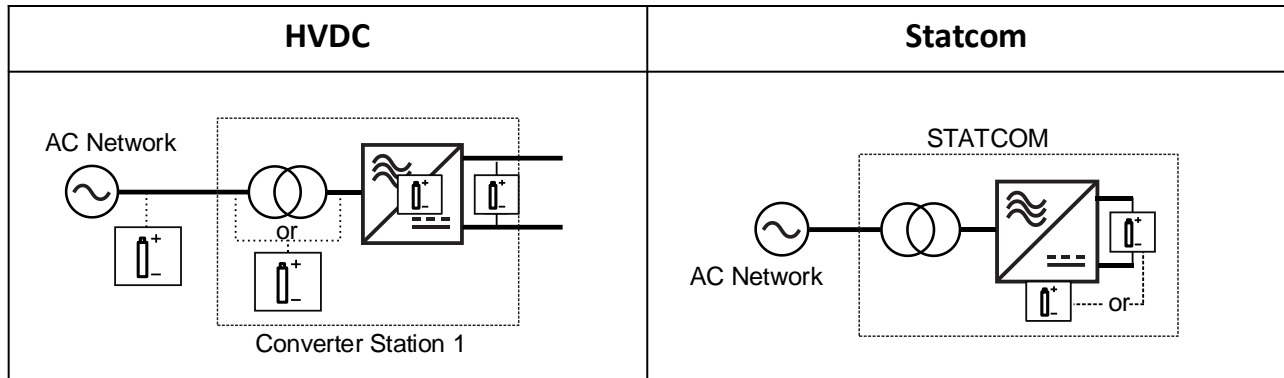 HVDC
Statcom
AC Network
or
Converter Station 1
STATCOM
AC Network
or